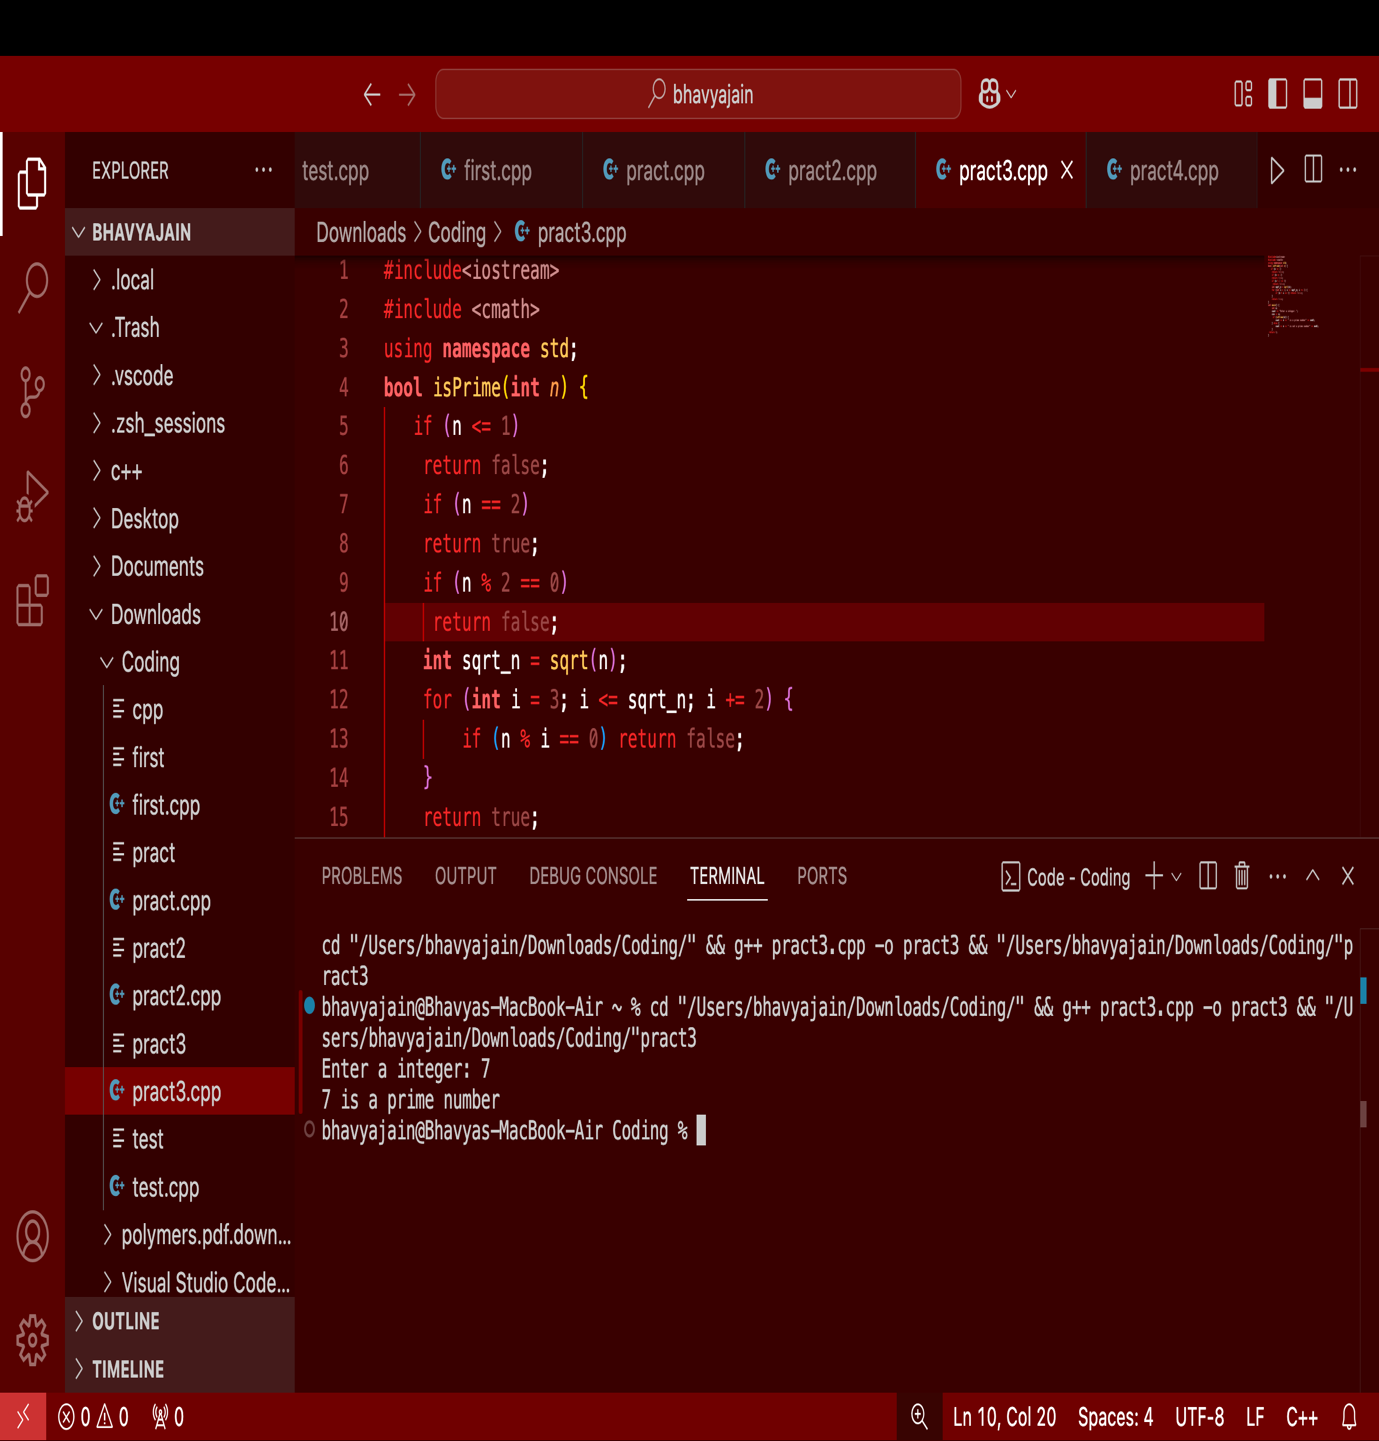 bhavyajain
EXPLORER ...
test.cpp first.cpp pract.cpp pract2.cpp pract3.cpp pract4.cpp ...
BHAVYAJAIN
Downloads Coding pract3.cpp
.local
.Trash
.vscode
.zsh_sessions
c++
Desktop
Documents
Downloads
Coding
cpp
first
first.cpp
pract
pract.cpp
pract2
pract2.cpp
pract3
pract3.cpp
test
test.cpp
polymers.pdf.down...
Visual Studio Code...
OUTLINE
TIMELINE
1 #include<iostream>
2 #include <cmath>
3 using namespace std;
4 bool isPrime(int n) {
5 if (n <= 1)
6 return false;
7 if (n == 2)
8 return true;
9 if (n % 2 == 0)
10 return false;
11 int sqrt_n = sqrt(n);
12 for (int i = 3; i <= sqrt_n; i += 2) {
13 if (n % i == 0) return false;
14 }
15 return true;
PROBLEMS OUTPUT DEBUG CONSOLE TERMINAL PORTS Code - Coding ...
cd "/Users/bhavyajain/Downloads/Coding/" && g++ pract3.cpp -o pract3 && "/Users/bhavyajain/Downloads/Coding/"p
ract3
bhavyajain@Bhavyas-MacBook-Air ~ % cd "/Users/bhavyajain/Downloads/Coding/" && g++ pract3.cpp -o pract3 && "/U
sers/bhavyajain/Downloads/Coding/"pract3
Enter a integer: 7
7 is a prime number
bhavyajain@Bhavyas-MacBook-Air Coding %
0 0 0 Ln 10, Col 20 Spaces: 4 UTF-8 LF C++